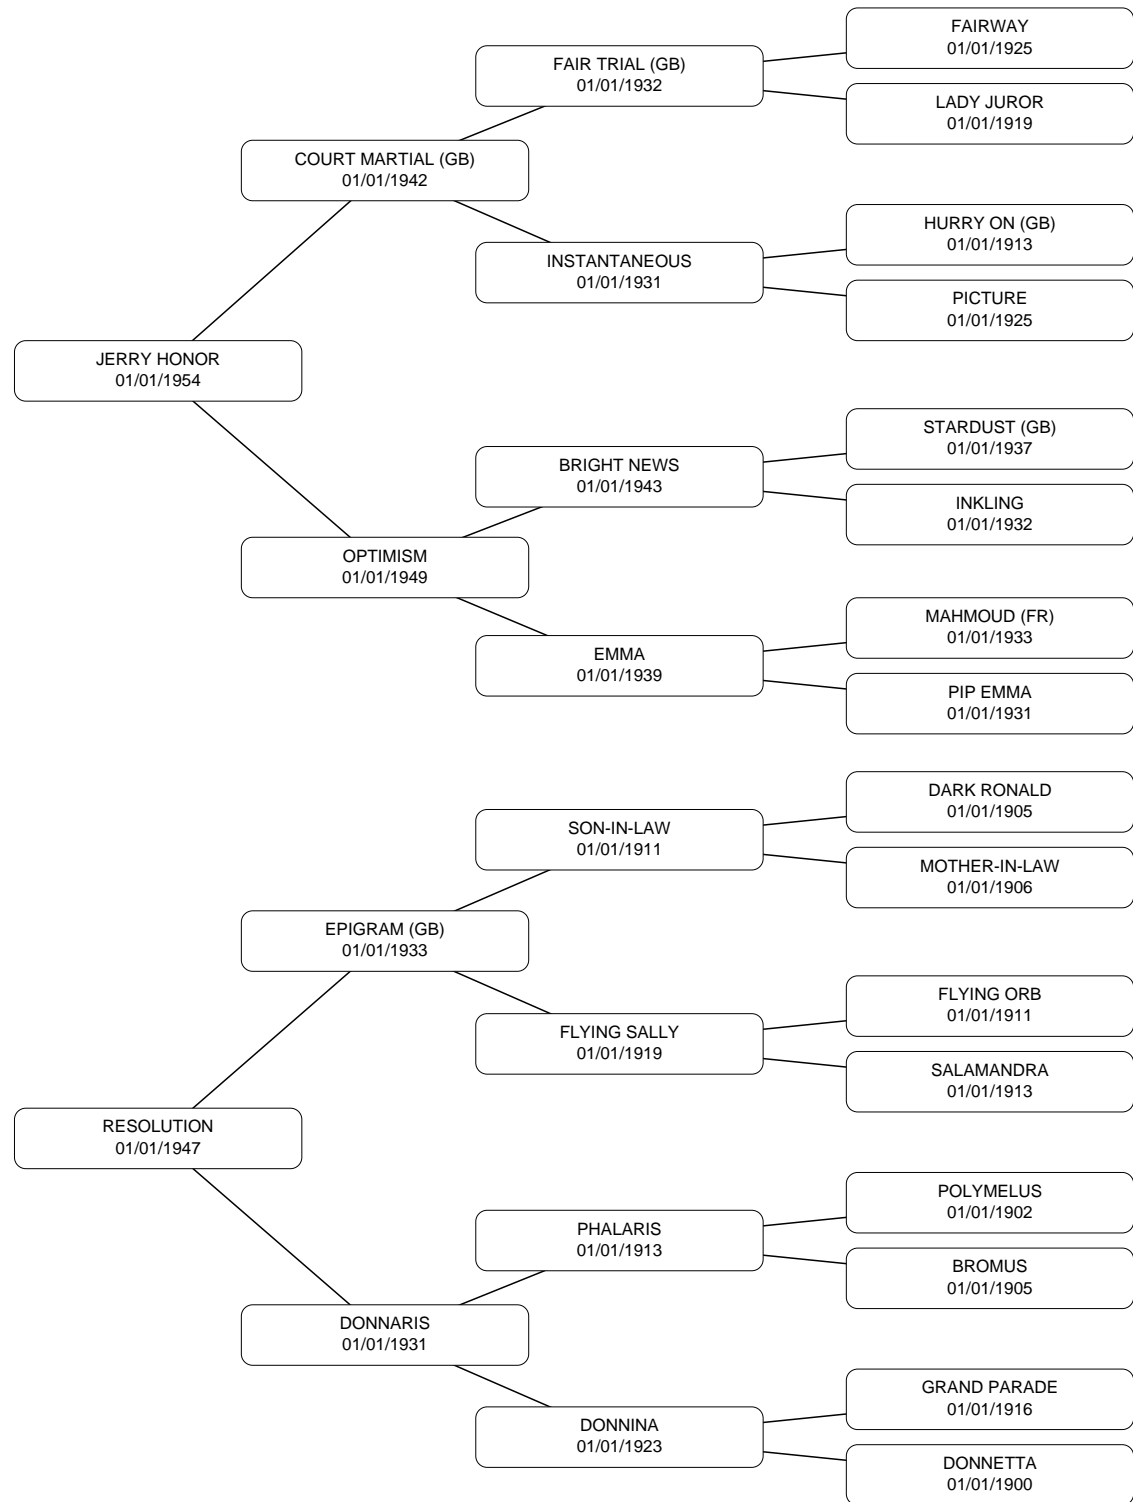 FAIRWAY
01/01/1925
FAIR TRIAL (GB)
01/01/1932
LADY JUROR
01/01/1919
COURT MARTIAL (GB)
01/01/1942
HURRY ON (GB)
01/01/1913
INSTANTANEOUS
01/01/1931
PICTURE
01/01/1925
JERRY HONOR
01/01/1954
STARDUST (GB)
01/01/1937
BRIGHT NEWS
01/01/1943
INKLING
01/01/1932
OPTIMISM
01/01/1949
MAHMOUD (FR)
01/01/1933
EMMA
01/01/1939
PIP EMMA
01/01/1931
DARK RONALD
01/01/1905
SON-IN-LAW
01/01/1911
MOTHER-IN-LAW
01/01/1906
EPIGRAM (GB)
01/01/1933
FLYING ORB
01/01/1911
FLYING SALLY
01/01/1919
SALAMANDRA
01/01/1913
RESOLUTION
01/01/1947
POLYMELUS
01/01/1902
PHALARIS
01/01/1913
BROMUS
01/01/1905
DONNARIS
01/01/1931
GRAND PARADE
01/01/1916
DONNINA
01/01/1923
DONNETTA
01/01/1900